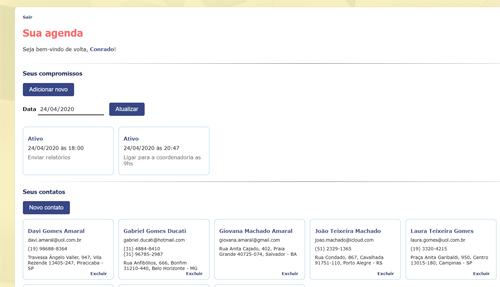 Sair
Sua agenda
Seja bem-vindo de volta, Conrado!
Seus compromissos
Adicionar novo
Data 24/04/2020 Atualizar
Ativo
24/04/2020 às 18:00
Enviar relatórios
Ativo
24/04/2020 às 20:47
Ligar para a coordenadoria as
9hs
Seus contatos
Novo contato
Davi Gomes Amaral
davi.amaral@uol.com.br
(19) 98688-8364
Travessa Ângelo Valler, 947, Vila
Rezende 13405-247, Piracicaba -
SP
Excluir
Gabriel Gomes Ducati
gabriel.ducati@hotmail.com
(31) 4884-8410
(31) 96785-2987
Rua Anfibólios, 666, Bonfim
31210-440, Belo Horizonte - MG
Excluir
Giovana Machado Amaral
giovana.amaral@gmail.com
Rua Anita Cajado, 402, Praia
Grande 40725-074, Salvador - BA
Excluir
João Teixeira Machado
joao.machado@icloud.com
(51) 2329-1365
Rua Condado, 867, Cavalhada
91751-110, Porto Alegre - RS
Excluir
Laura Teixeira Gomes
laura.gomes@uol.com.br
(19) 3320-4215
Praça Anita Garibaldi, 950, Centro
13015-180, Campinas - SP
Excluir